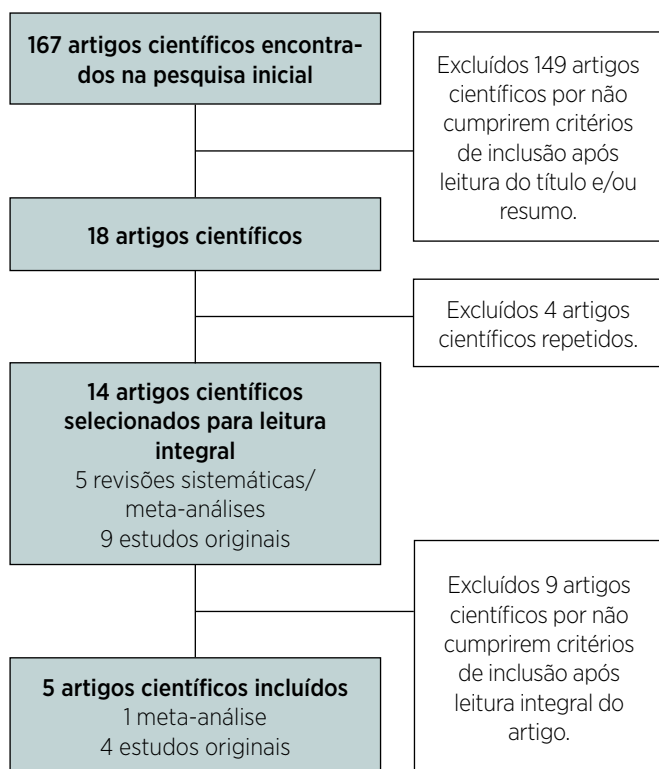 167 artigos científicos encontra-
dos na pesquisa inicial
Excluídos 149 artigos
científicos por não
cumprirem critérios
de inclusão após
leitura do título e/ou
resumo.
18 artigos científicos
Excluídos 4 artigos
científicos repetidos.
14 artigos científicos
selecionados para leitura
integral
5 revisões sistemáticas/
meta-análises
9 estudos originais
Excluídos 9 artigos
científicos por não
cumprirem critérios
de inclusão após
leitura integral do
artigo.
5 artigos científicos incluídos
1 meta-análise
4 estudos originais